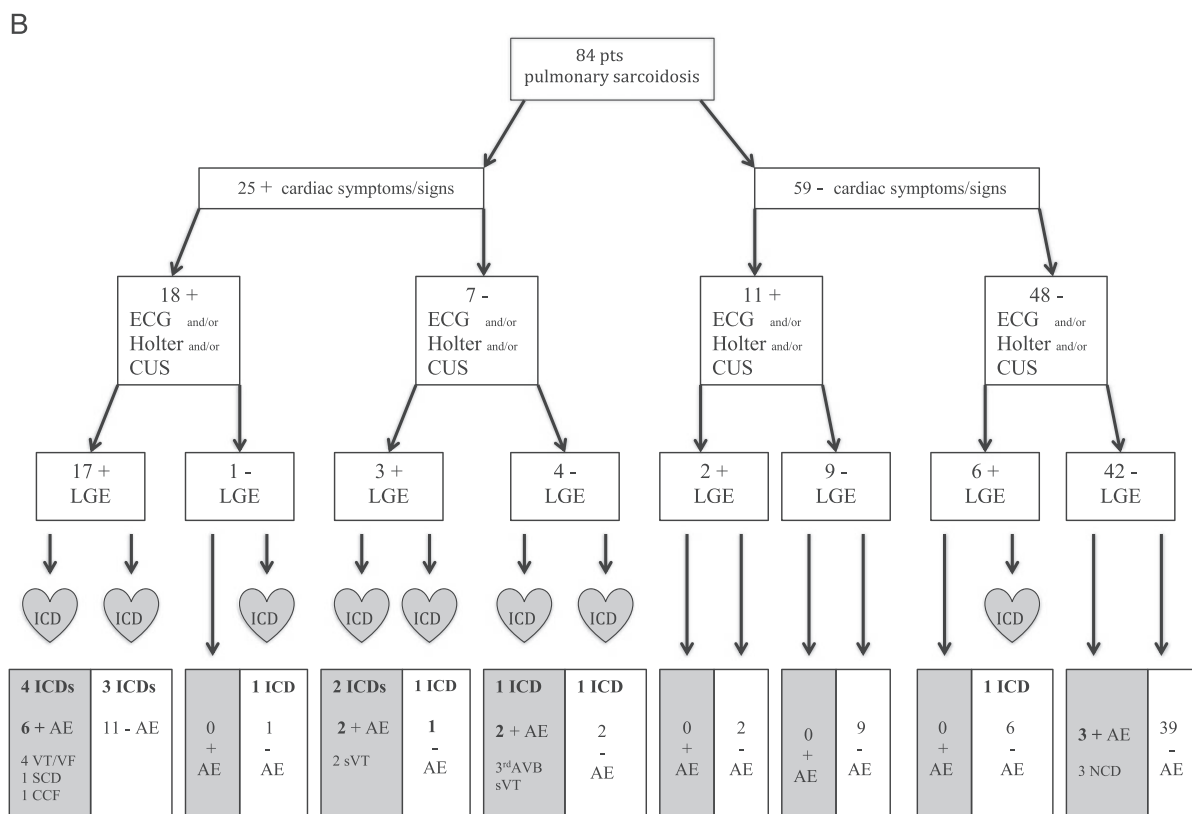 B
84 pts
pulmonary sarcoidosis
25 + cardiac symptoms/signs
59 - cardiac symptoms/signs
18 +
ECG and/or
Holter and/or
CUS
7 -
ECG and/or
Holter and/or
CUS
11 +
ECG and/or
Holter and/or
CUS
48 -
ECG and/or
Holter and/or
CUS
17 +
LGE
1 -
LGE
3 +
LGE
4 -
LGE
2 +
LGE
9 -
LGE
6 +
LGE
42 -
LGE
ICD
ICD
ICD
ICD
ICD
ICD
ICD
ICD
4 ICDs
6 + AE
4 VT/VF
1 SCD
1 CCF
3 ICDs
11 - AE
0
+
AE
1 ICD
1
-
AE
2 ICDs
2 + AE
2 sVT
1 ICD
1
-
AE
1 ICD
2 + AE
3rdAVB
sVT
1 ICD
2
-
AE
0
+
AE
2
-
AE
0
+
AE
9
-
AE
0
+
AE
1 ICD
6
-
AE
3 + AE
3 NCD
39
-
AE